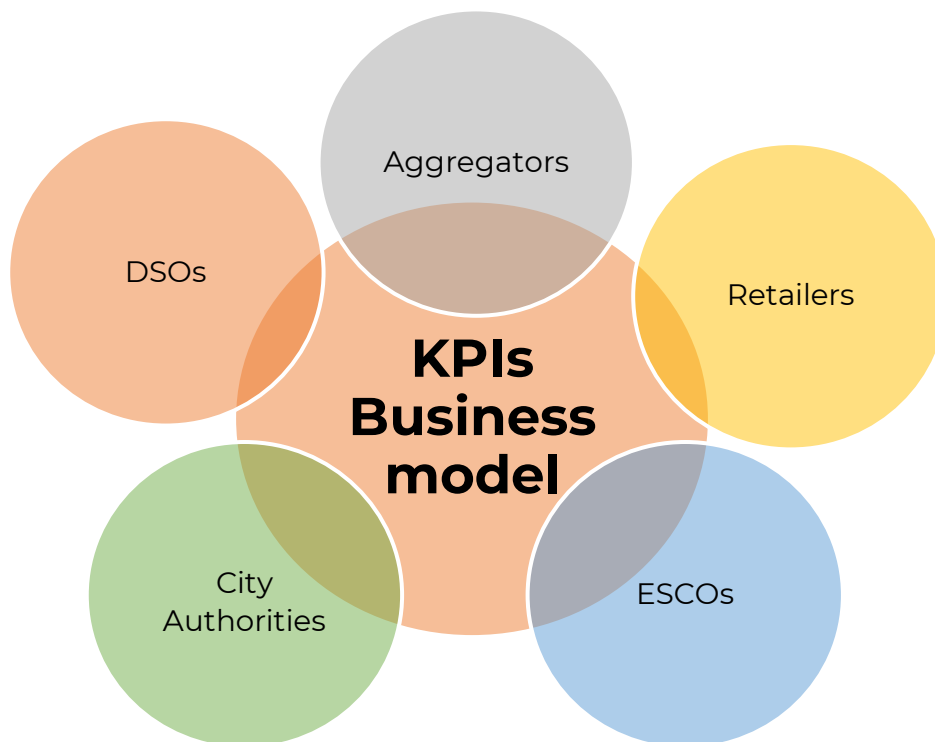 Aggregators
DSOs
Retailers
KPIs
Business
model
City
Authorities
ESCOs